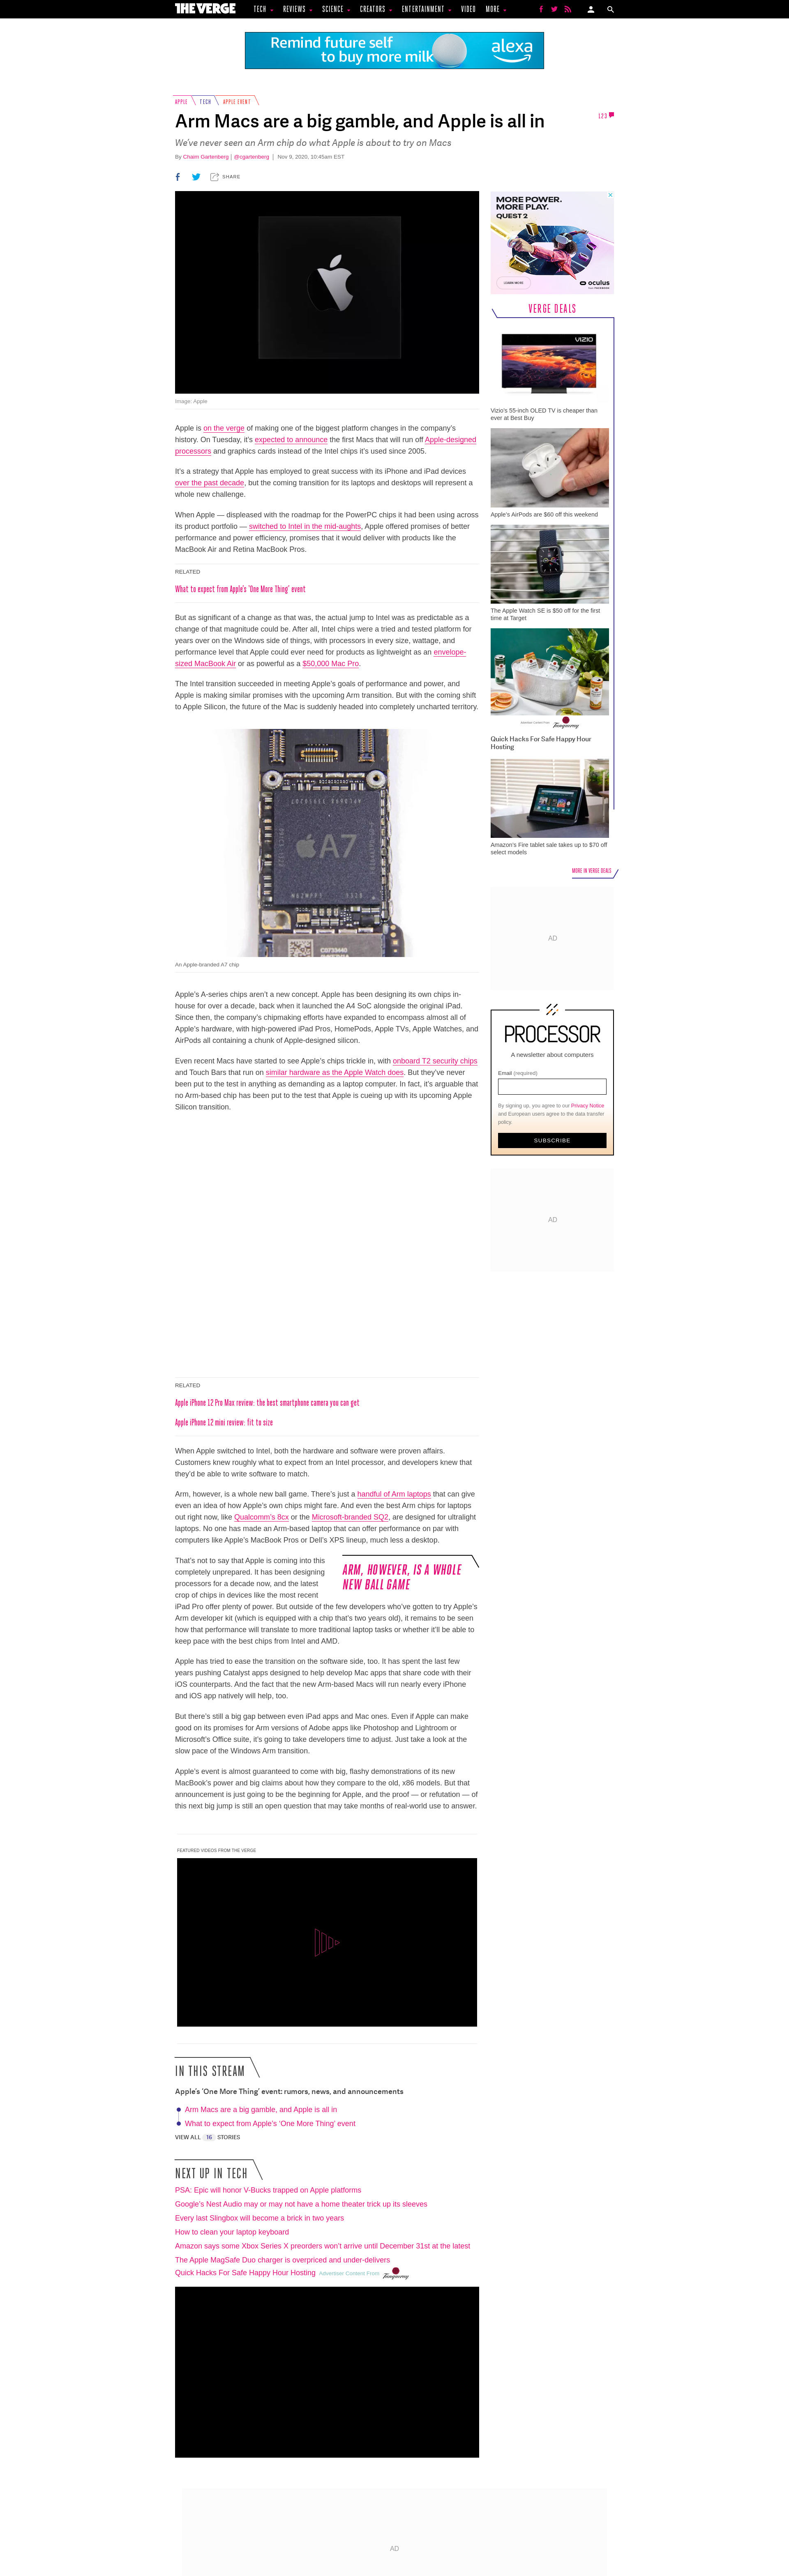 THE VERGE
TECH REVIEWS SCIENCE CREATORS ENTERTAINMENT VIDEO MORE
Remind future self
to buy more milk
alexa
APPLE TECH APPLE EVENT
Arm Macs are a big gamble, and Apple is all in
123
We've never seen an Arm chip do what Apple is about to try on Macs
By Chaim Gartenberg | @cgartenberg | Nov 9, 2020, 10:45am EST
SHARE
Image: Apple
Apple is on the verge of making one of the biggest platform changes in the company's
history. On Tuesday, it's expected to announce the first Macs that will run off Apple-designed
processors and graphics cards instead of the Intel chips it's used since 2005.
It's a strategy that Apple has employed to great success with its iPhone and iPad devices
over the past decade, but the coming transition for its laptops and desktops will represent a
whole new challenge.
When Apple — displeased with the roadmap for the PowerPC chips it had been using across
its product portfolio — switched to Intel in the mid-aughts, Apple offered promises of better
performance and power efficiency, promises that it would deliver with products like the
MacBook Air and Retina MacBook Pros.
RELATED
What to expect from Apple's 'One More Thing' event
But as significant of a change as that was, the actual jump to Intel was as predictable as a
change of that magnitude could be. After all, Intel chips were a tried and tested platform for
years over on the Windows side of things, with processors in every size, wattage, and
performance level that Apple could ever need for products as lightweight as an envelope-
sized MacBook Air or as powerful as a $50,000 Mac Pro.
The Intel transition succeeded in meeting Apple's goals of performance and power, and
Apple is making similar promises with the upcoming Arm transition. But with the coming shift
to Apple Silicon, the future of the Mac is suddenly headed into completely uncharted territory.
A7
An Apple-branded A7 chip
Apple's A-series chips aren't a new concept. Apple has been designing its own chips in-
house for over a decade, back when it launched the A4 SoC alongside the original iPad.
Since then, the company's chipmaking efforts have expanded to encompass almost all of
Apple's hardware, with high-powered iPad Pros, HomePods, Apple TVs, Apple Watches, and
AirPods all containing a chunk of Apple-designed silicon.
Even recent Macs have started to see Apple's chips trickle in, with onboard T2 security chips
and Touch Bars that run on similar hardware as the Apple Watch does. But they've never
been put to the test in anything as demanding as a laptop computer. In fact, it's arguable that
no Arm-based chip has been put to the test that Apple is cueing up with its upcoming Apple
Silicon transition.
RELATED
Apple iPhone 12 Pro Max review: the best smartphone camera you can get
Apple iPhone 12 mini review: fit to size
When Apple switched to Intel, both the hardware and software were proven affairs.
Customers knew roughly what to expect from an Intel processor, and developers knew that
they'd be able to write software to match.
Arm, however, is a whole new ball game. There's just a handful of Arm laptops that can give
even an idea of how Apple's own chips might fare. And even the best Arm chips for laptops
out right now, like Qualcomm's 8cx or the Microsoft-branded SQ2, are designed for ultralight
laptops. No one has made an Arm-based laptop that can offer performance on par with
computers like Apple's MacBook Pros or Dell's XPS lineup, much less a desktop.
ARM, HOWEVER, IS A WHOLE
NEW BALL GAME
That's not to say that Apple is coming into this
completely unprepared. It has been designing
processors for a decade now, and the latest
crop of chips in devices like the most recent
iPad Pro offer plenty of power. But outside of the few developers who've gotten to try Apple's
Arm developer kit (which is equipped with a chip that's two years old), it remains to be seen
how that performance will translate to more traditional laptop tasks or whether it'll be able to
keep pace with the best chips from Intel and AMD.
Apple has tried to ease the transition on the software side, too. It has spent the last few
years pushing Catalyst apps designed to help develop Mac apps that share code with their
iOS counterparts. And the fact that the new Arm-based Macs will run nearly every iPhone
and iOS app natively will help, too.
But there's still a big gap between even iPad apps and Mac ones. Even if Apple can make
good on its promises for Arm versions of Adobe apps like Photoshop and Lightroom or
Microsoft's Office suite, it's going to take developers time to adjust. Just take a look at the
slow pace of the Windows Arm transition.
Apple's event is almost guaranteed to come with big, flashy demonstrations of its new
MacBook's power and big claims about how they compare to the old, x86 models. But that
announcement is just going to be the beginning for Apple, and the proof — or refutation — of
this next big jump is still an open question that may take months of real-world use to answer.
FEATURED VIDEOS FROM THE VERGE
IN THIS STREAM
Apple's 'One More Thing' event: rumors, news, and announcements
Arm Macs are a big gamble, and Apple is all in
What to expect from Apple's 'One More Thing' event
VIEW ALL 16 STORIES
NEXT UP IN TECH
PSA: Epic will honor V-Bucks trapped on Apple platforms
Google's Nest Audio may or may not have a home theater trick up its sleeves
Every last Slingbox will become a brick in two years
How to clean your laptop keyboard
Amazon says some Xbox Series X preorders won't arrive until December 31st at the latest
The Apple MagSafe Duo charger is overpriced and under-delivers
Quick Hacks For Safe Happy Hour Hosting Advertiser Content From Tanqueray
MORE POWER.
MORE PLAY.
QUEST 2
LEARN MORE
oculus
VERGE DEALS
VIZIO
Vizio's 55-inch OLED TV is cheaper than
ever at Best Buy
Apple's AirPods are $60 off this weekend
The Apple Watch SE is $50 off for the first
time at Target
Advertiser Content From Tanqueray
Quick Hacks For Safe Happy Hour
Hosting
Amazon's Fire tablet sale takes up to $70 off
select models
MORE IN VERGE DEALS
AD
PROCESSOR
A newsletter about computers
Email (required)
By signing up, you agree to our Privacy Notice
and European users agree to the data transfer
policy.
SUBSCRIBE
AD
AD